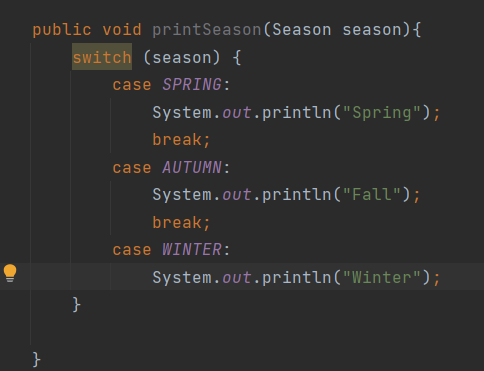 public void printSeason(Season season){
switch (season) {
case SPRING:
System.out.println("Spring");
break;
case AUTUMN:
System.out.println("Fall");
break;
case WINTER:
System.out.println("Winter");
}
}